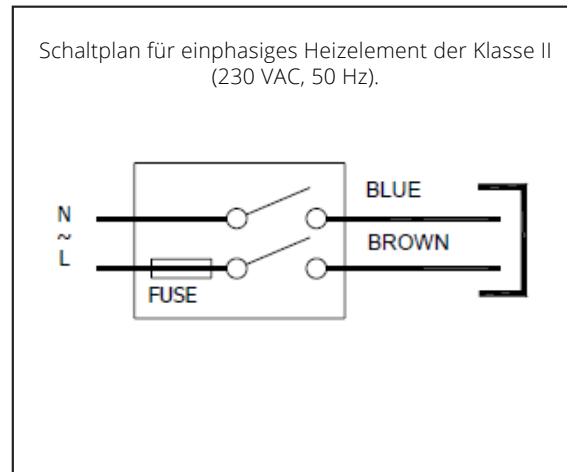 Schaltplan für einphasiges Heizelement der Klasse II
(230 VAC, 50 Hz).
BLUE
N
~
L
BROWN
FUSE